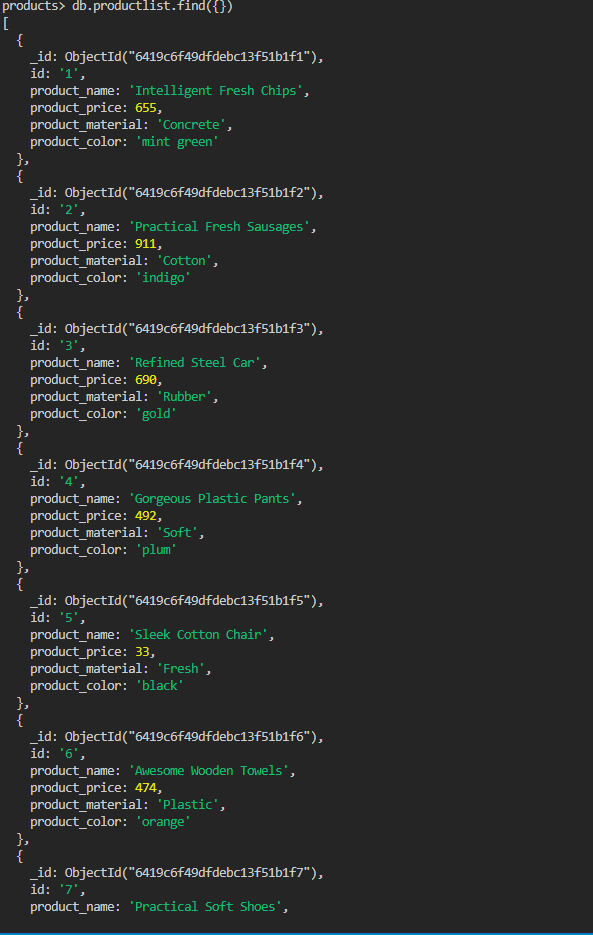 products> db.productlist.find({})
[
  {
    _id: ObjectId("6419c6f49dfdebc13f51b1f1"),
    id: '1',
    product_name: 'Intelligent Fresh Chips',
    product_price: 655,
    product_material: 'Concrete',
    product_color: 'mint green'
  },
  {
    _id: ObjectId("6419c6f49dfdebc13f51b1f2"),
    id: '2',
    product_name: 'Practical Fresh Sausages',
    product_price: 911,
    product_material: 'Cotton',
    product_color: 'indigo'
  },
  {
    _id: ObjectId("6419c6f49dfdebc13f51b1f3"),
    id: '3',
    product_name: 'Refined Steel Car',
    product_price: 690,
    product_material: 'Rubber',
    product_color: 'gold'
  },
  {
    _id: ObjectId("6419c6f49dfdebc13f51b1f4"),
    id: '4',
    product_name: 'Gorgeous Plastic Pants',
    product_price: 492,
    product_material: 'Soft',
    product_color: 'plum'
  },
  {
    _id: ObjectId("6419c6f49dfdebc13f51b1f5"),
    id: '5',
    product_name: 'Sleek Cotton Chair',
    product_price: 33,
    product_material: 'Fresh',
    product_color: 'black'
  },
  {
    _id: ObjectId("6419c6f49dfdebc13f51b1f6"),
    id: '6',
    product_name: 'Awesome Wooden Towels',
    product_price: 474,
    product_material: 'Plastic',
    product_color: 'orange'
  },
  {
    _id: ObjectId("6419c6f49dfdebc13f51b1f7"),
    id: '7',
    product_name: 'Practical Soft Shoes',